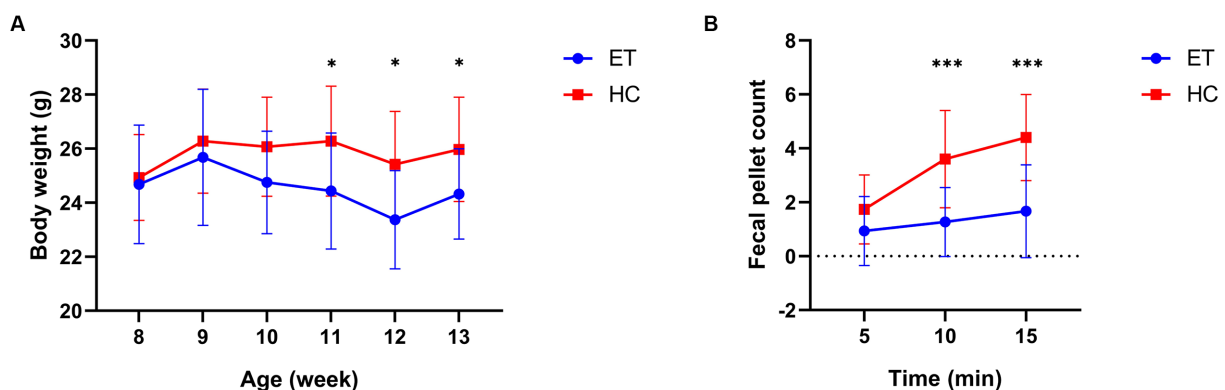 A
Body weight (g)
30
28
26
24
22
20
8 9 10 11 12 13
Age (week)
* * *
ET
HC
B
Fecal pellet count
8
6
4
2
0
-2
5 10 15
Time (min)
*** ***
ET
HC